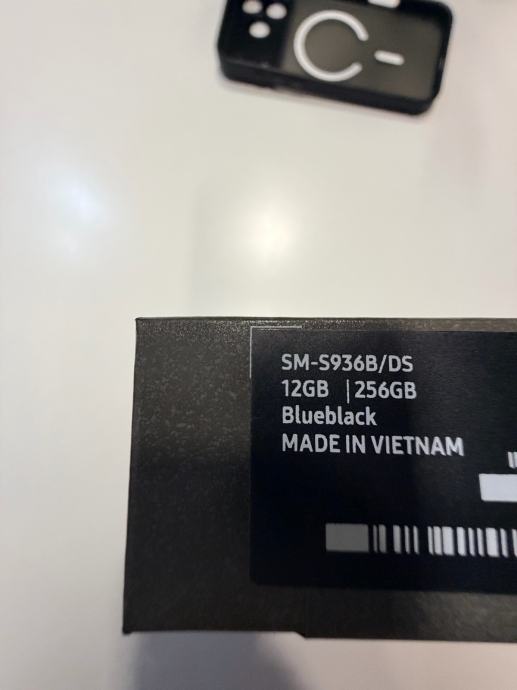 SM-S936B/DS
12GB |256GB
Blueblack
MADE IN VIETNAM